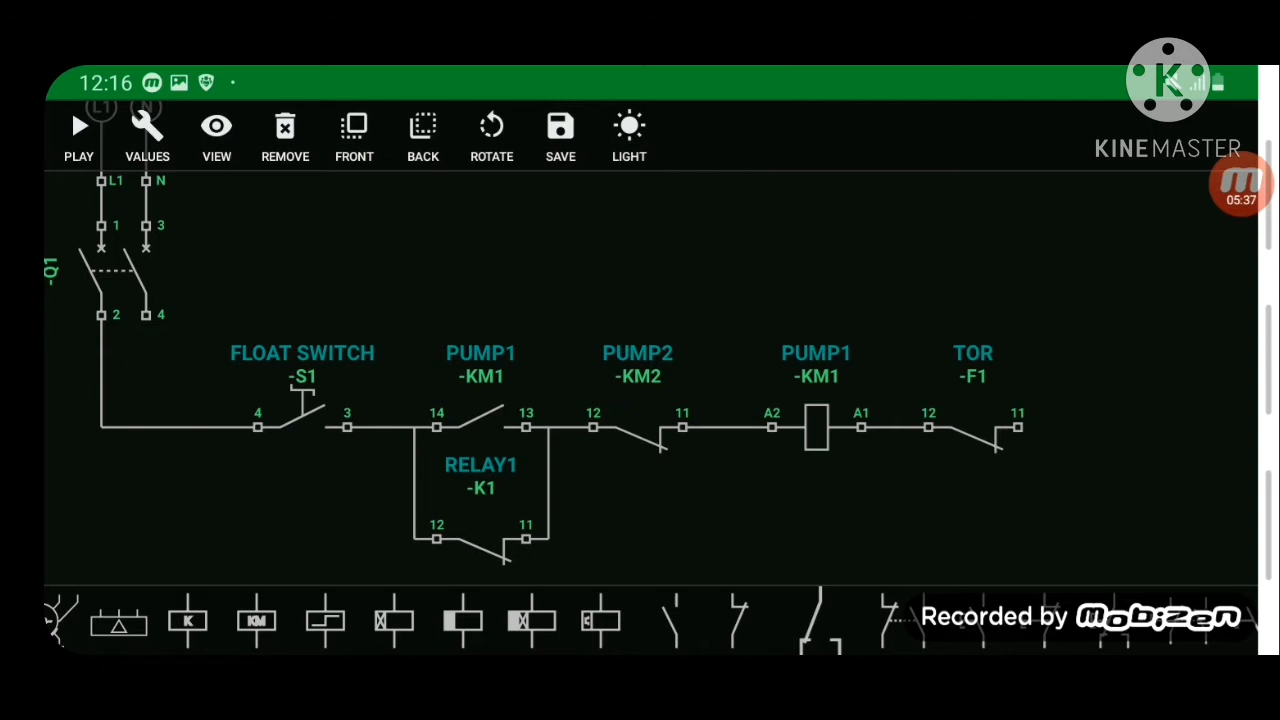 12:16
L1 N
PLAY VALUES VIEW REMOVE FRONT BACK ROTATE SAVE LIGHT
K
KINEMASTER
05:37
L1 N
1 3
-Q1
2 4
FLOAT SWITCH PUMP1 PUMP2 PUMP1 TOR
-S1 -KM1 -KM2 -KM1 -F1
4 3 14 13 12 11 A2 A1 12 11
RELAY1
-K1
12 11
K KM X X C
Recorded by Mobizen